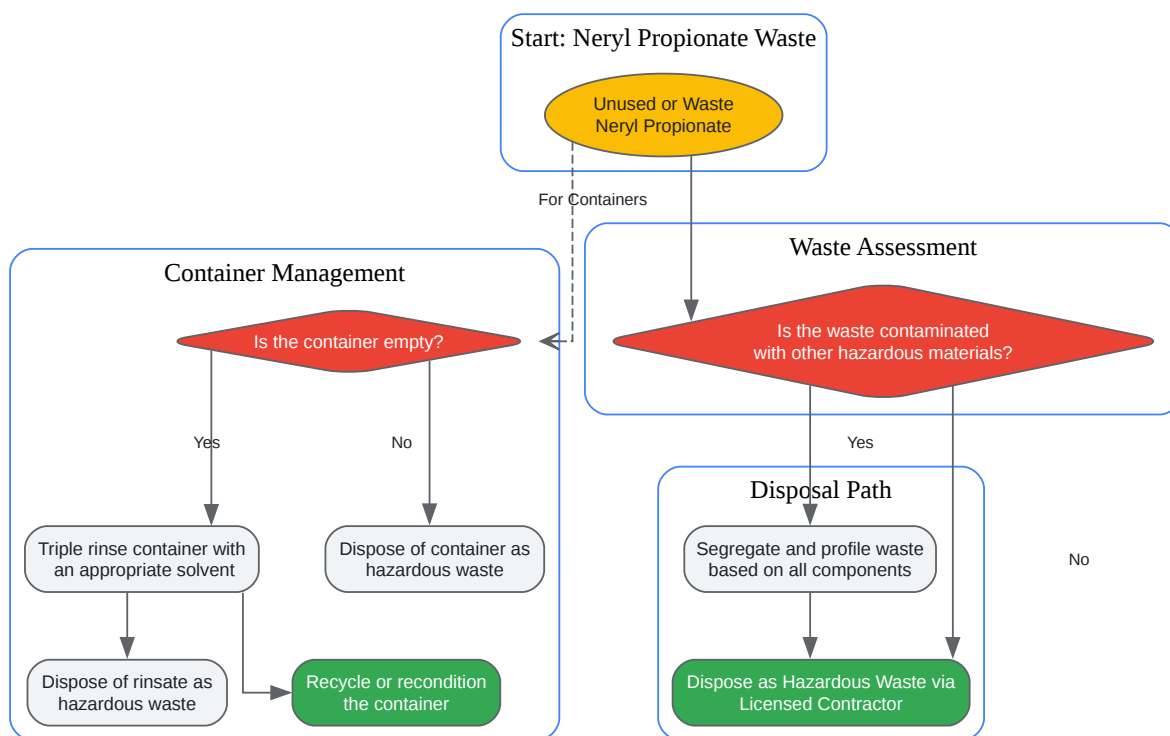 Start: Neryl Propionate Waste
Unused or Waste
Neryl Propionate
For Containers
Container Management
Waste Assessment
Is the container empty?
Is the waste contaminated
with other hazardous materials?
Yes
No
Yes
Disposal Path
Triple rinse container with
an appropriate solvent
Dispose of container as
hazardous waste
Segregate and profile waste
based on all components
No
Dispose of rinsate as
hazardous waste
Recycle or recondition
the container
Dispose as Hazardous Waste via
Licensed Contractor